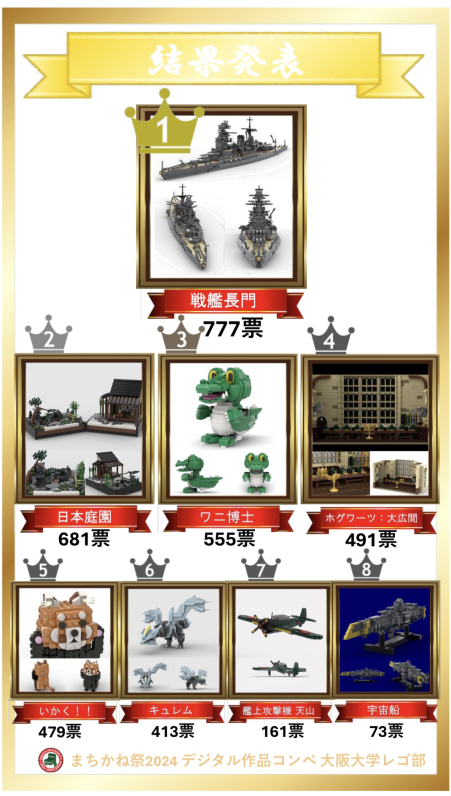 結果発表
1
戦艦長門
777票
2
3
4
日本庭園
ワニ博士
ホグワーツ:大広間
681票
555票
491票
5
6
7
8
いかく!!
キュレム
艦上攻撃機 天山
宇宙船
479票
413票
161票
73票
まちかね祭2024 デジタル作品コンペ 大阪大学レゴ部